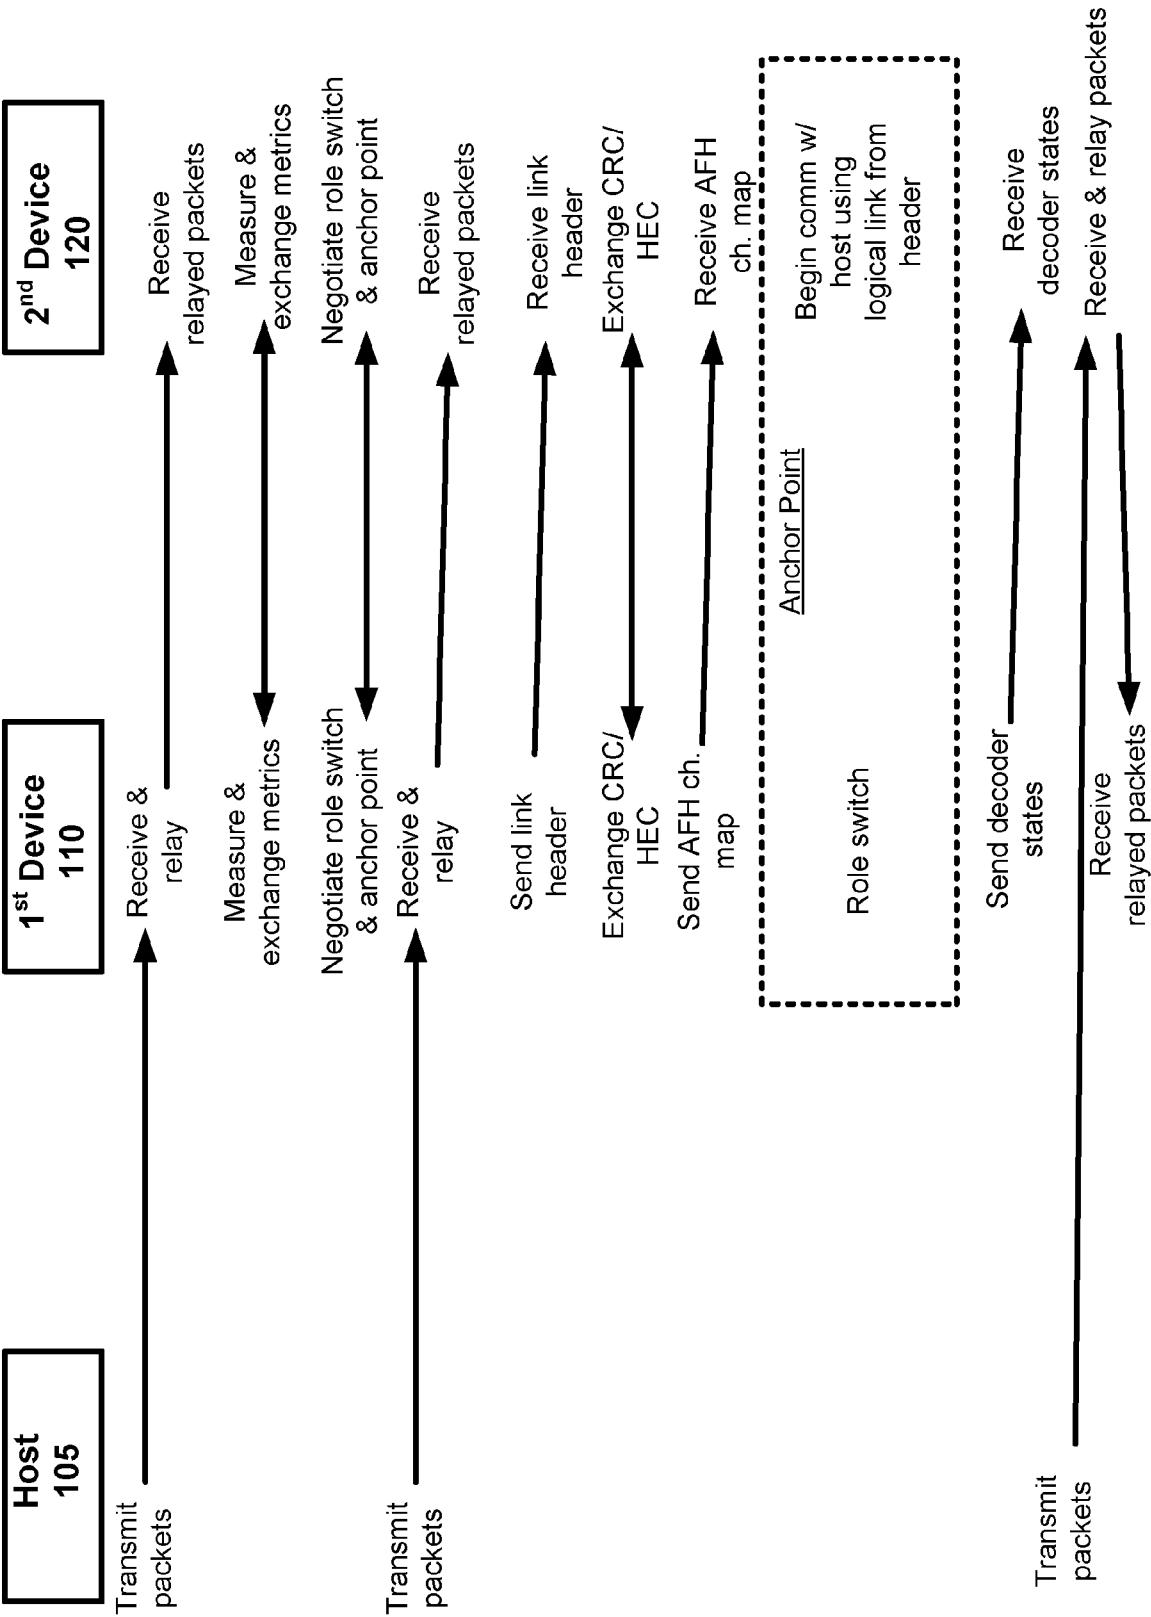 Host
105
1st Device
110
2nd Device
120
Transmit
packets
Receive &
relay
Receive
relayed packets
Measure &
exchange metrics
Measure &
exchange metrics
Negotiate role switch
& anchor point
Negotiate role switch
& anchor point
Transmit
packets
Receive &
relay
Receive
relayed packets
Send link
header
Receive link
header
Exchange CRC/
HEC
Exchange CRC/
HEC
Send AFH ch.
map
Receive AFH
ch. map
Anchor Point
Role switch
Begin comm w/
host using
logical link from
header
Send decoder
states
Receive
decoder states
Transmit
packets
Receive & relay packets
Receive
relayed packets